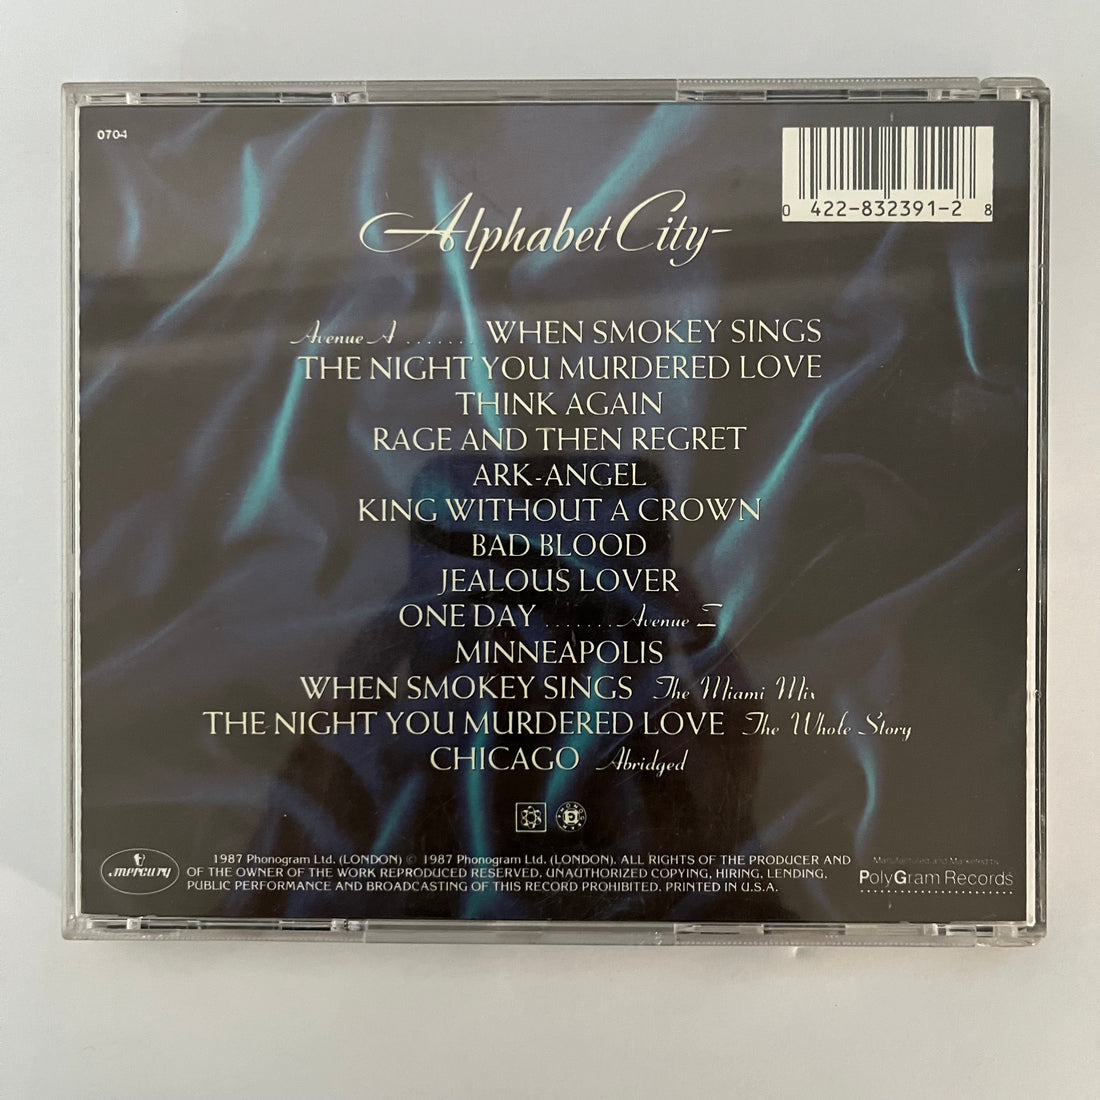 0704
0 422-832391-2 8
Alphabet City
Avenue A ....... WHEN SMOKEY SINGS
THE NIGHT YOU MURDERED LOVE
THINK AGAIN
RAGE AND THEN REGRET
ARK-ANGEL
KING WITHOUT A CROWN
BAD BLOOD
JEALOUS LOVER
ONE DAY ....... Avenue Z
MINNEAPOLIS
WHEN SMOKEY SINGS The Miami Mix
THE NIGHT YOU MURDERED LOVE The Whole Story
CHICAGO Abridged
mercury
1987 Phonogram Ltd. (LONDON) © 1987 Phonogram Ltd. (LONDON). ALL RIGHTS OF THE PRODUCER AND
OF THE OWNER OF THE WORK REPRODUCED RESERVED. UNAUTHORIZED COPYING, HIRING, LENDING,
PUBLIC PERFORMANCE AND BROADCASTING OF THIS RECORD PROHIBITED. PRINTED IN U.S.A.
Manufactured and Marketed by
PolyGram Records